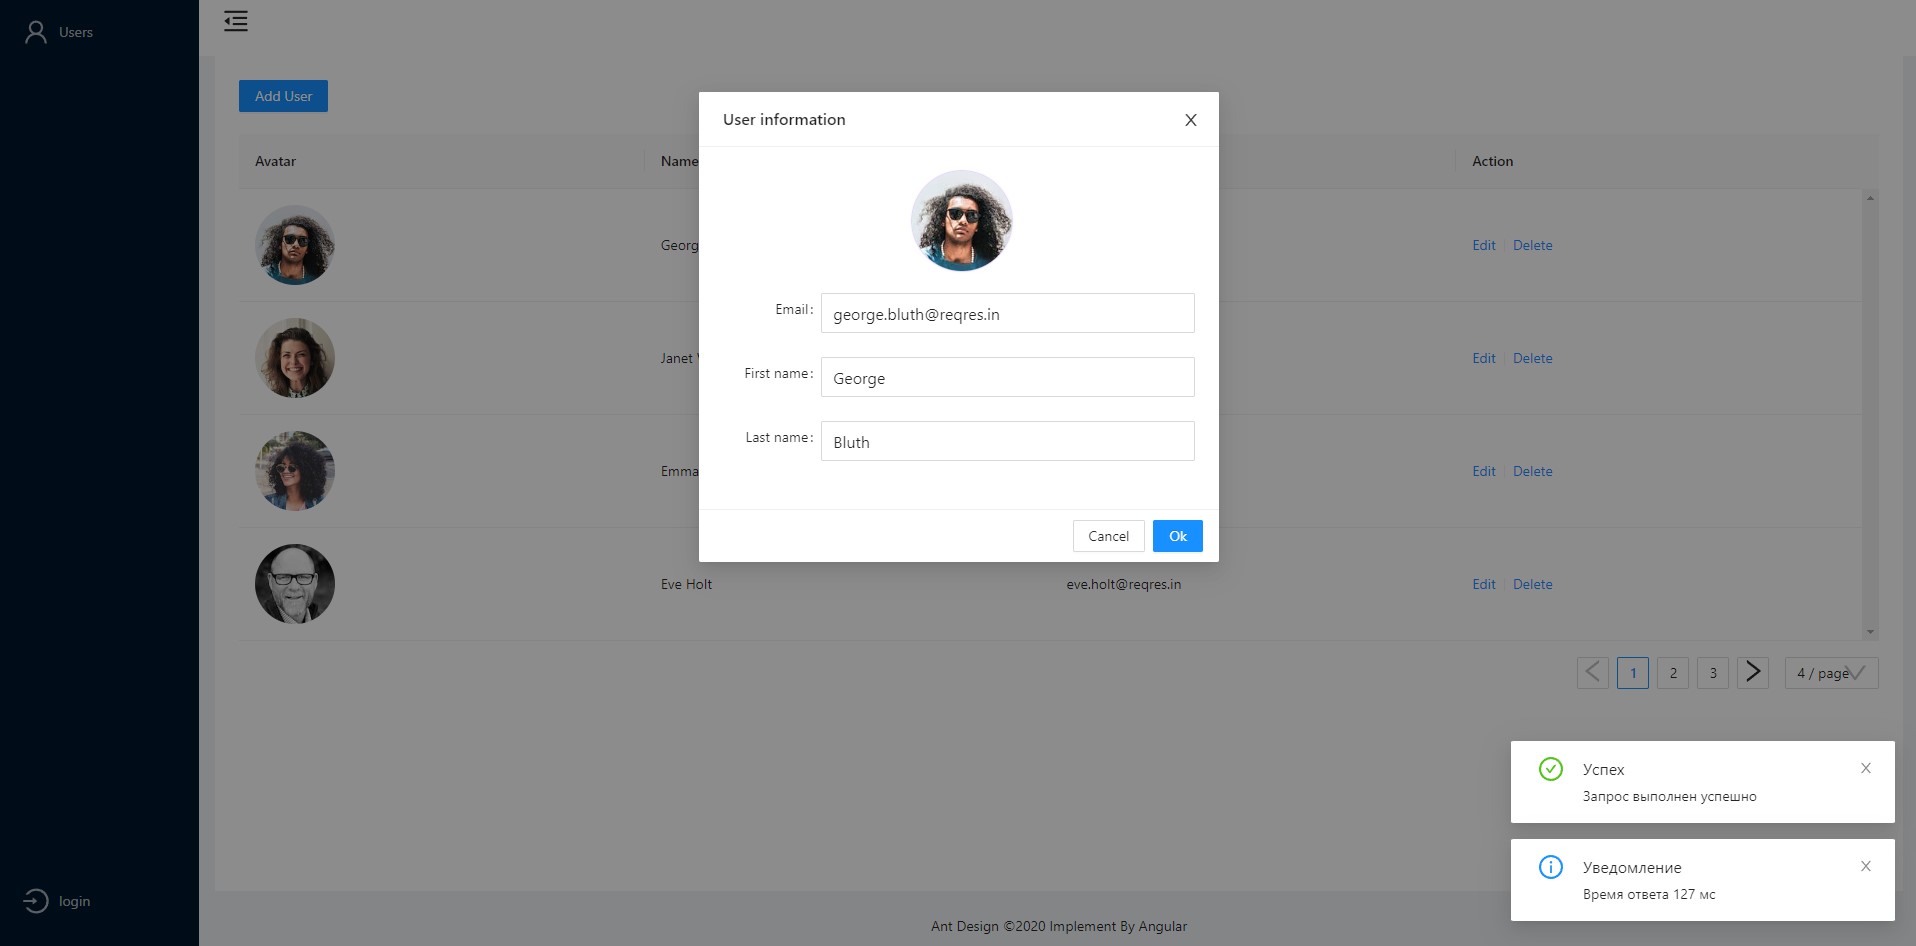 Users
Add User
User information
Avatar
Name
Action
Georg
Edit
Delete
Email:
george.bluth@reqres.in
Janet
Edit
Delete
First name:
George
Last name:
Bluth
Emma
Edit
Delete
Cancel
Ok
Eve Holt
eve.holt@reqres.in
Edit
Delete
1
2
3
4 / page
Успех
Запрос выполнен успешно
Уведомление
Время ответа 127 мс
login
Ant Design ©2020 Implement By Angular